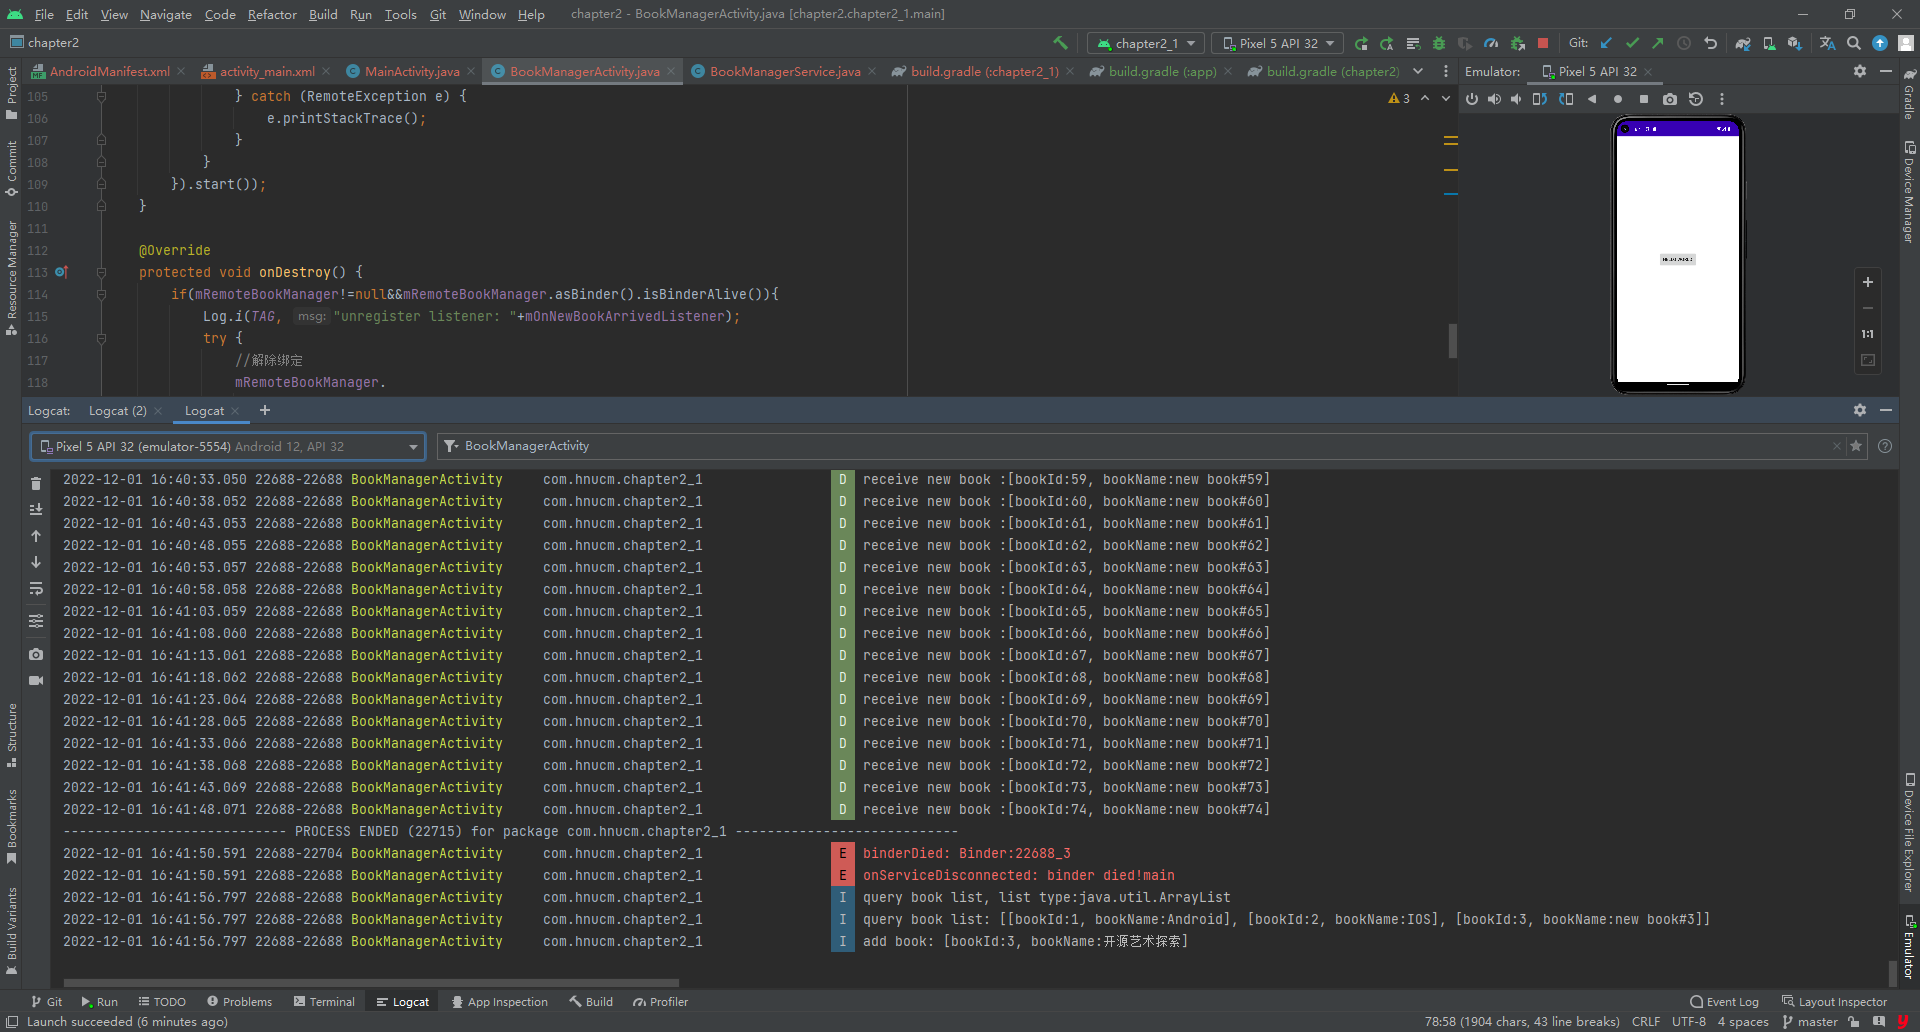 File Edit View Navigate Code Refactor Build Run Tools Git Window Help chapter2 - BookManagerActivity.java [chapter2.chapter2_1.main]
chapter2 chapter2_1 Pixel 5 API 32 Git:
AndroidManifest.xml activity_main.xml MainActivity.java BookManagerActivity.java BookManagerService.java build.gradle (:chapter2_1) build.gradle (:app) build.gradle (chapter2) Emulator: Pixel 5 API 32
105 } catch (RemoteException e) { 3
106 e.printStackTrace();
107 }
108 }
109 }).start());
110 }
111
112 @Override
113 protected void onDestroy() {
114 if(mRemoteBookManager!=null&&mRemoteBookManager.asBinder().isBinderAlive()){
115 Log.i(TAG, msg: "unregister listener: "+mOnNewBookArrivedListener);
116 try {
117 //解除绑定
118 mRemoteBookManager.
1:1
Project
Commit
Resource Manager
Structure
Bookmarks
Build Variants
Gradle
Device Manager
Device File Explorer
Emulator
Logcat: Logcat (2) Logcat
Pixel 5 API 32 (emulator-5554) Android 12, API 32 BookManagerActivity
2022-12-01 16:40:33.050 22688-22688 BookManagerActivity com.hnucm.chapter2_1 D receive new book :[bookId:59, bookName:new book#59]
2022-12-01 16:40:38.052 22688-22688 BookManagerActivity com.hnucm.chapter2_1 D receive new book :[bookId:60, bookName:new book#60]
2022-12-01 16:40:43.053 22688-22688 BookManagerActivity com.hnucm.chapter2_1 D receive new book :[bookId:61, bookName:new book#61]
2022-12-01 16:40:48.055 22688-22688 BookManagerActivity com.hnucm.chapter2_1 D receive new book :[bookId:62, bookName:new book#62]
2022-12-01 16:40:53.057 22688-22688 BookManagerActivity com.hnucm.chapter2_1 D receive new book :[bookId:63, bookName:new book#63]
2022-12-01 16:40:58.058 22688-22688 BookManagerActivity com.hnucm.chapter2_1 D receive new book :[bookId:64, bookName:new book#64]
2022-12-01 16:41:03.059 22688-22688 BookManagerActivity com.hnucm.chapter2_1 D receive new book :[bookId:65, bookName:new book#65]
2022-12-01 16:41:08.060 22688-22688 BookManagerActivity com.hnucm.chapter2_1 D receive new book :[bookId:66, bookName:new book#66]
2022-12-01 16:41:13.061 22688-22688 BookManagerActivity com.hnucm.chapter2_1 D receive new book :[bookId:67, bookName:new book#67]
2022-12-01 16:41:18.062 22688-22688 BookManagerActivity com.hnucm.chapter2_1 D receive new book :[bookId:68, bookName:new book#68]
2022-12-01 16:41:23.064 22688-22688 BookManagerActivity com.hnucm.chapter2_1 D receive new book :[bookId:69, bookName:new book#69]
2022-12-01 16:41:28.065 22688-22688 BookManagerActivity com.hnucm.chapter2_1 D receive new book :[bookId:70, bookName:new book#70]
2022-12-01 16:41:33.066 22688-22688 BookManagerActivity com.hnucm.chapter2_1 D receive new book :[bookId:71, bookName:new book#71]
2022-12-01 16:41:38.068 22688-22688 BookManagerActivity com.hnucm.chapter2_1 D receive new book :[bookId:72, bookName:new book#72]
2022-12-01 16:41:43.069 22688-22688 BookManagerActivity com.hnucm.chapter2_1 D receive new book :[bookId:73, bookName:new book#73]
2022-12-01 16:41:48.071 22688-22688 BookManagerActivity com.hnucm.chapter2_1 D receive new book :[bookId:74, bookName:new book#74]
---------------------------- PROCESS ENDED (22715) for package com.hnucm.chapter2_1 ----------------------------
2022-12-01 16:41:50.591 22688-22704 BookManagerActivity com.hnucm.chapter2_1 E binderDied: Binder:22688_3
2022-12-01 16:41:50.591 22688-22688 BookManagerActivity com.hnucm.chapter2_1 E onServiceDisconnected: binder died!main
2022-12-01 16:41:56.797 22688-22688 BookManagerActivity com.hnucm.chapter2_1 I query book list, list type:java.util.ArrayList
2022-12-01 16:41:56.797 22688-22688 BookManagerActivity com.hnucm.chapter2_1 I query book list: [[bookId:1, bookName:Android], [bookId:2, bookName:IOS], [bookId:3, bookName:new book#3]]
2022-12-01 16:41:56.797 22688-22688 BookManagerActivity com.hnucm.chapter2_1 I add book: [bookId:3, bookName:开源艺术探索]
Git Run TODO Problems Terminal Logcat App Inspection Build Profiler Event Log Layout Inspector
Launch succeeded (6 minutes ago) 78:58 (1904 chars, 43 line breaks) CRLF UTF-8 4 spaces master